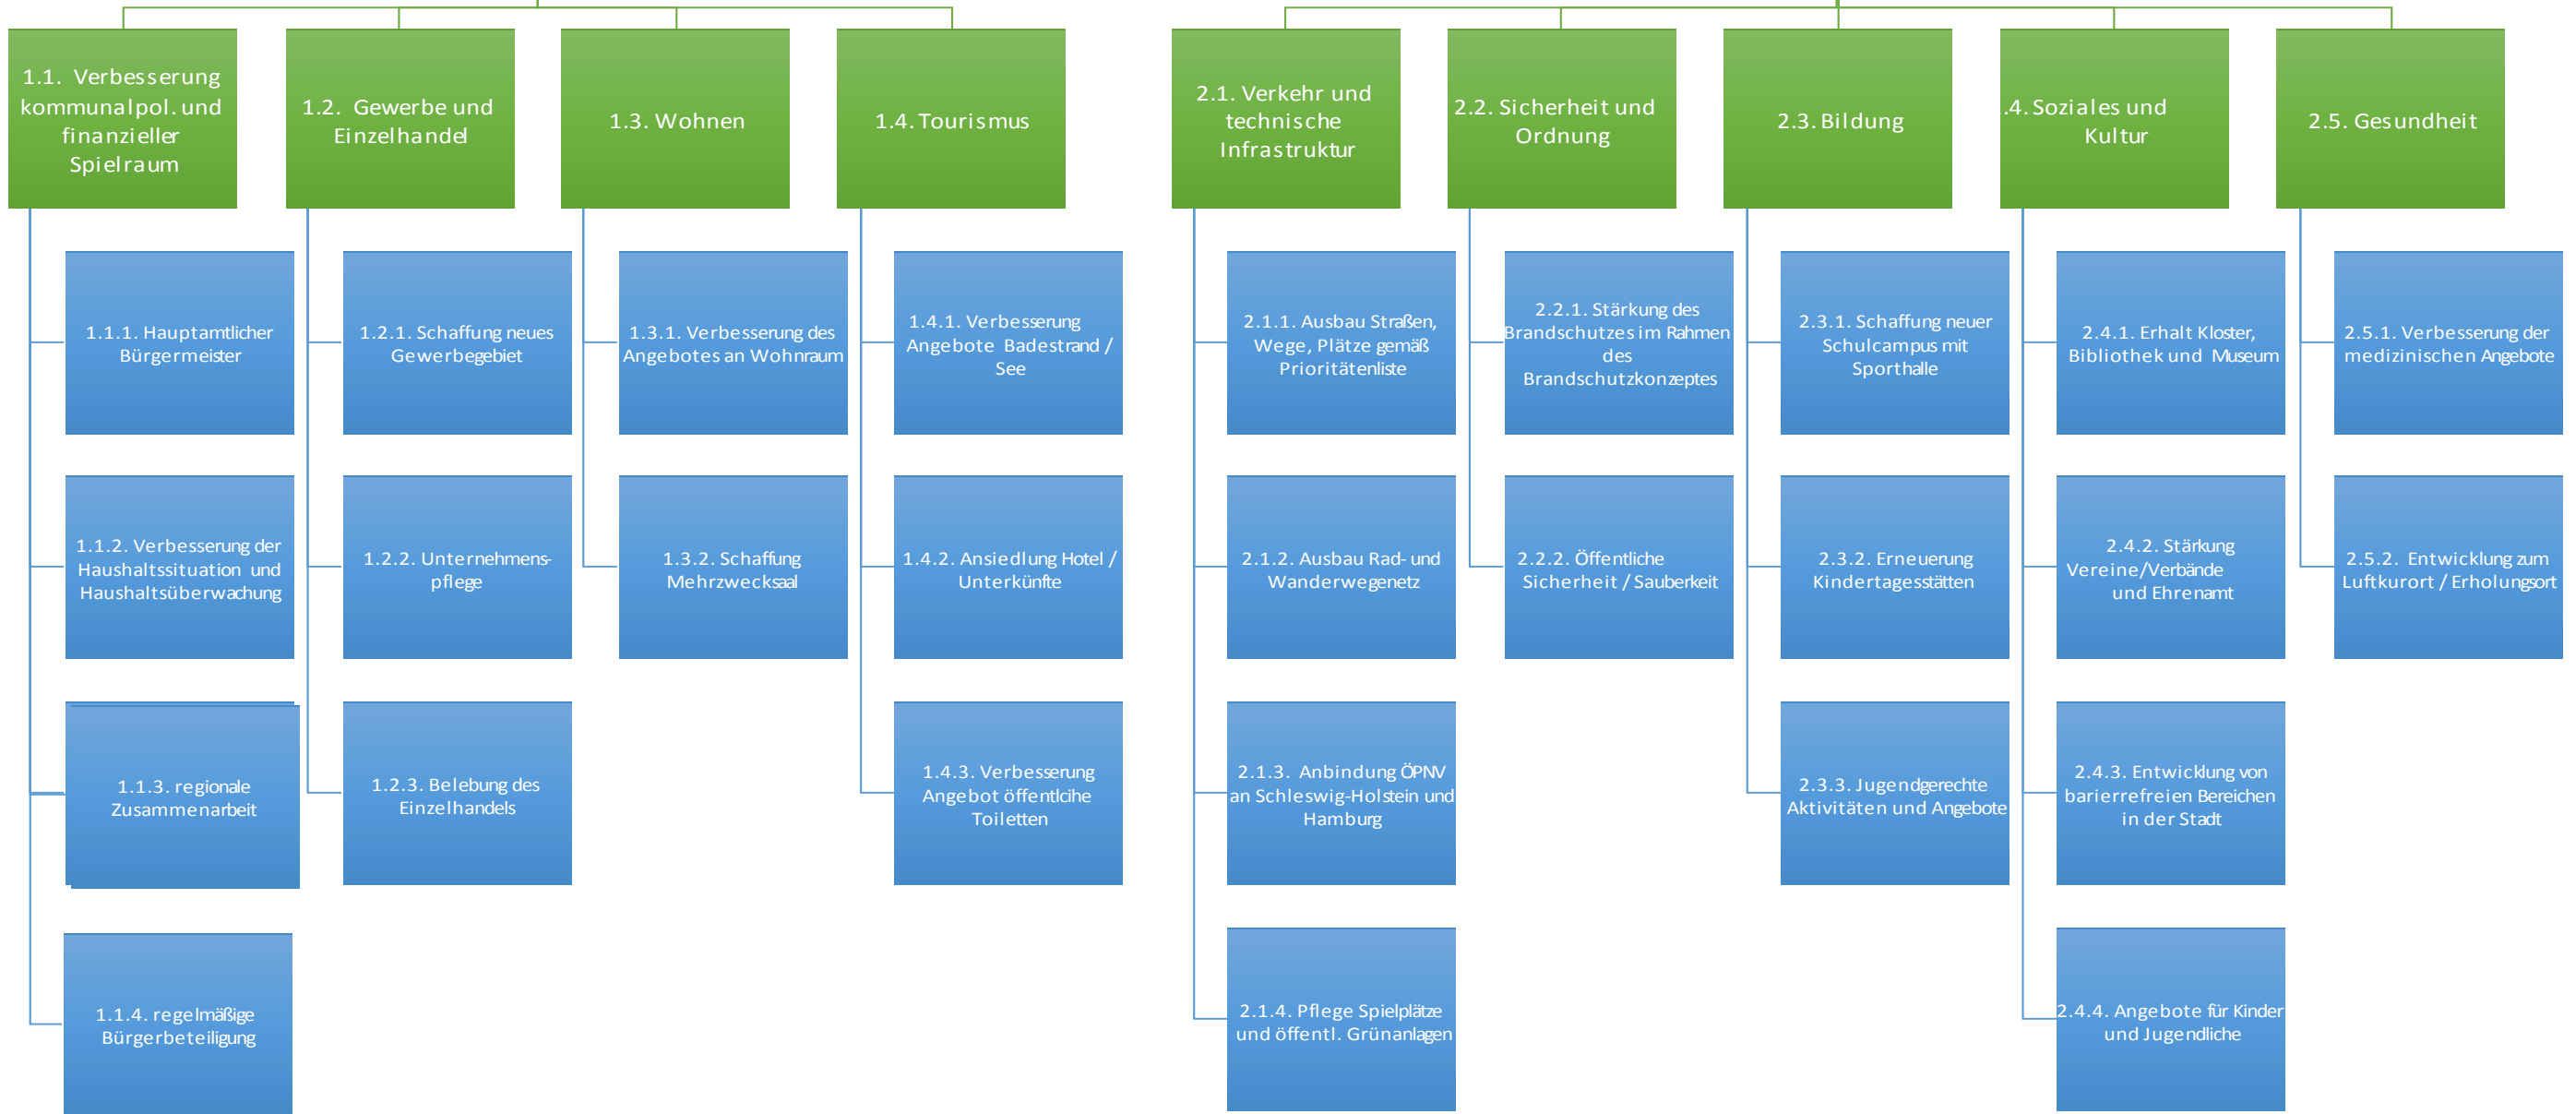 1.1. Verbesserung
kommunalpol. und
finanzieller
Spielraum
1.2. Gewerbe und
Einzelhandel
1.3. Wohnen
1.4. Tourismus
2.1. Verkehr und
technische
Infrastruktur
2.2. Sicherheit und
Ordnung
2.3. Bildung
.4. Soziales und
Kultur
2.5. Gesundheit
1.1.1. Hauptamtlicher
Bürgermeister
1.2.1. Schaffung neues
Gewerbegebiet
1.3.1. Verbesserung des
Angebotes an Wohnraum
1.4.1. Verbesserung
Angebote Badestrand /
See
2.1.1. Ausbau Straßen,
Wege, Plätze gemäß
Prioritätenliste
2.2.1. Stärkung des
Brandschutzes im Rahmen
des
Brandschutzkonzeptes
2.3.1. Schaffung neuer
Schulcampus mit
Sporthalle
2.4.1. Erhalt Kloster,
Bibliothek und Museum
2.5.1. Verbesserung der
medizinischen Angebote
1.1.2. Verbesserung der
Haushaltssituation und
Haushaltsüberwachung
1.2.2. Unternehmens-
pflege
1.3.2. Schaffung
Mehrzwecksaal
1.4.2. Ansiedlung Hotel /
Unterkünfte
2.1.2. Ausbau Rad- und
Wanderwegenetz
2.2.2. Öffentliche
Sicherheit / Sauberkeit
2.3.2. Erneuerung
Kindertagesstätten
2.4.2. Stärkung
Vereine/Verbände
und Ehrenamt
2.5.2. Entwicklung zum
Luftkurort / Erholungsort
1.1.3. regionale
Zusammenarbeit
1.2.3. Belebung des
Einzelhandels
1.4.3. Verbesserung
Angebot öffentlcihe
Toiletten
2.1.3. Anbindung ÖPNV
an Schleswig-Holstein und
Hamburg
2.3.3. Jugendgerechte
Aktivitäten und Angebote
2.4.3. Entwicklung von
barierrefreien Bereichen
in der Stadt
1.1.4. regelmäßige
Bürgerbeteiligung
2.1.4. Pflege Spielplätze
und öffentl. Grünanlagen
2.4.4. Angebote für Kinder
und Jugendliche